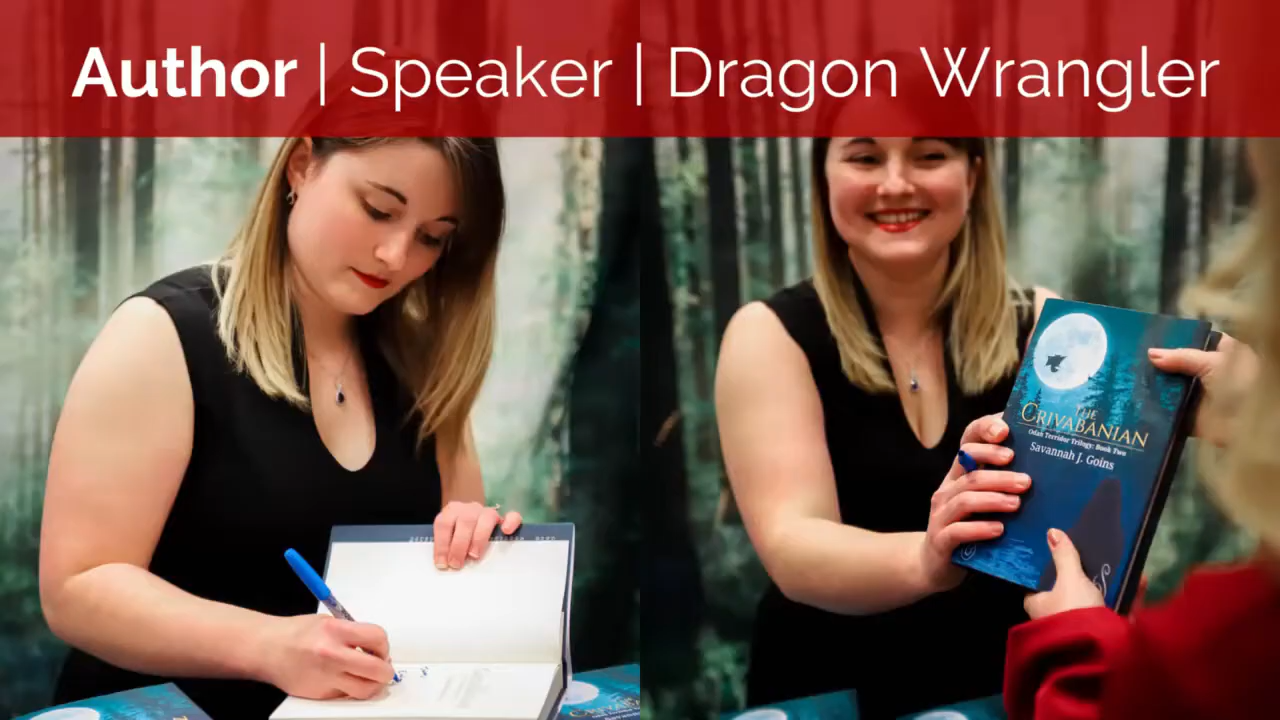 Author | Speaker | Dragon Wrangler
THE
CRIVABANIAN
Odan Terridor Trilogy: Book Two
Savannah J. Goins